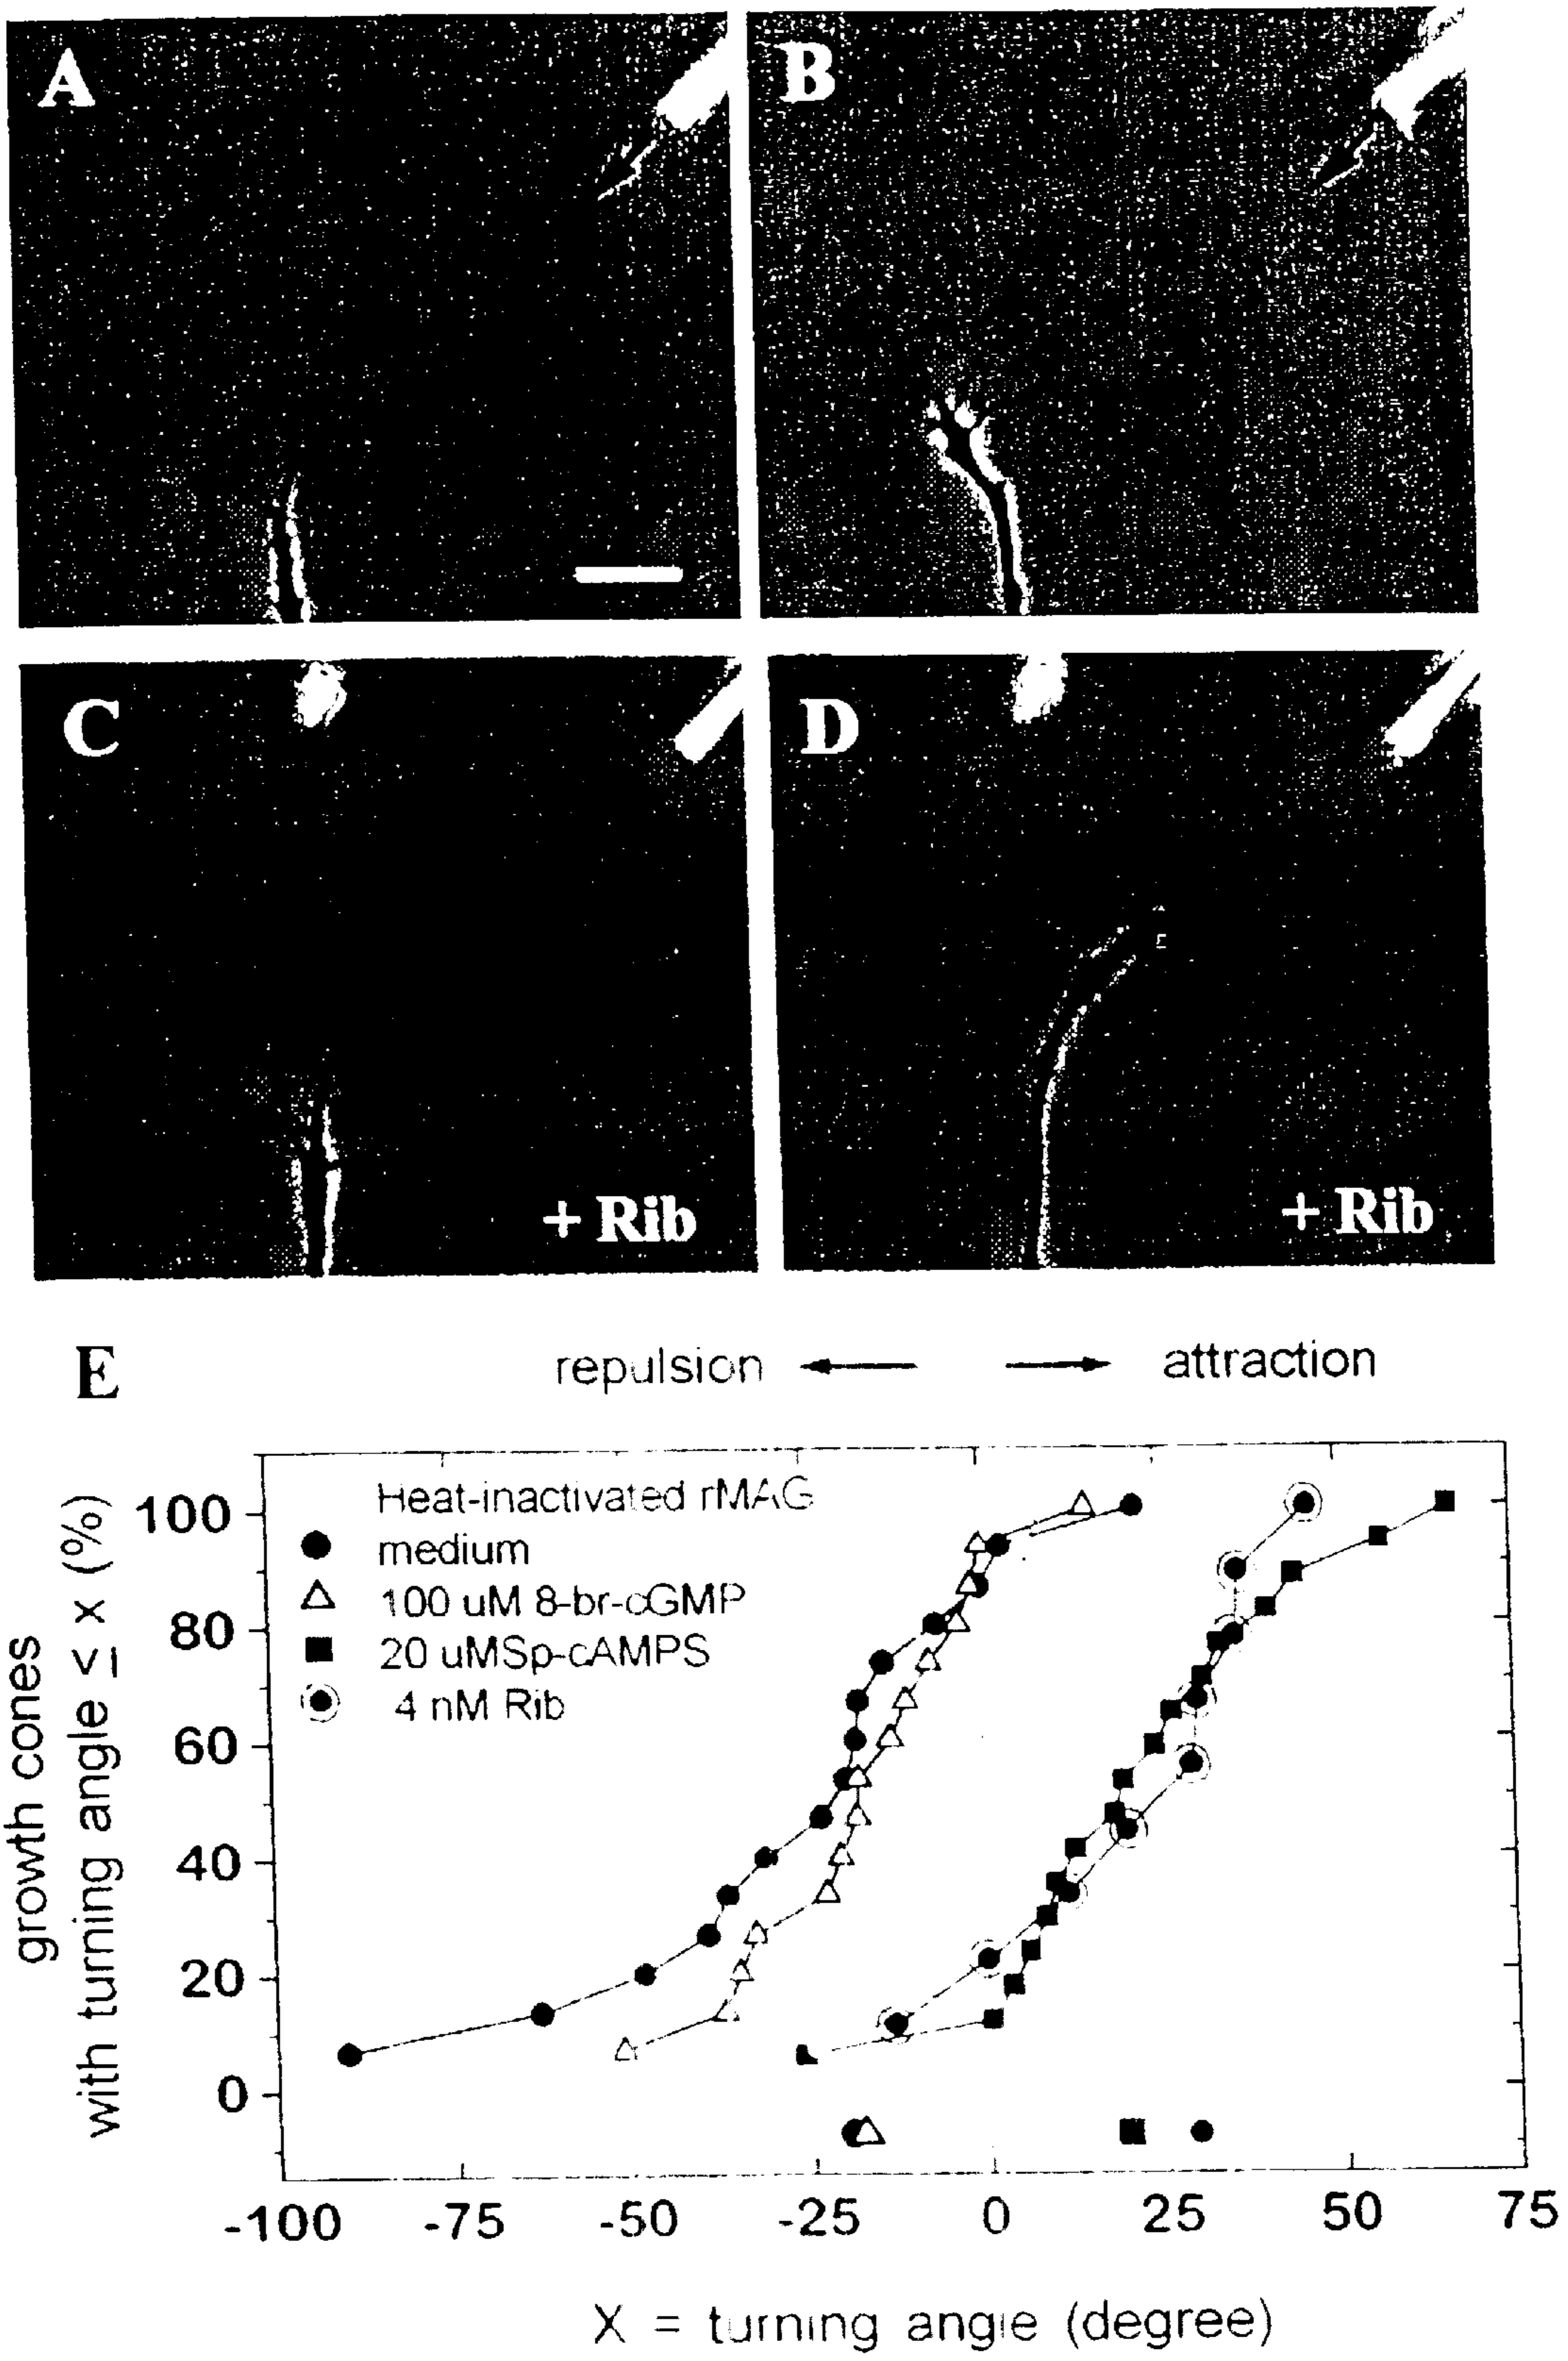 A
B
C
+ Rib
D
+ Rib
E
repulsion
attraction
growth cones
with turning angle ≤ x (%)
100
80
60
40
20
0
Heat-inactivated rMAG
medium
100 uM 8-br-cGMP
20 uMSp-cAMPS
4 nM Rib
-100
-75
-50
-25
0
25
50
75
X = turning angle (degree)